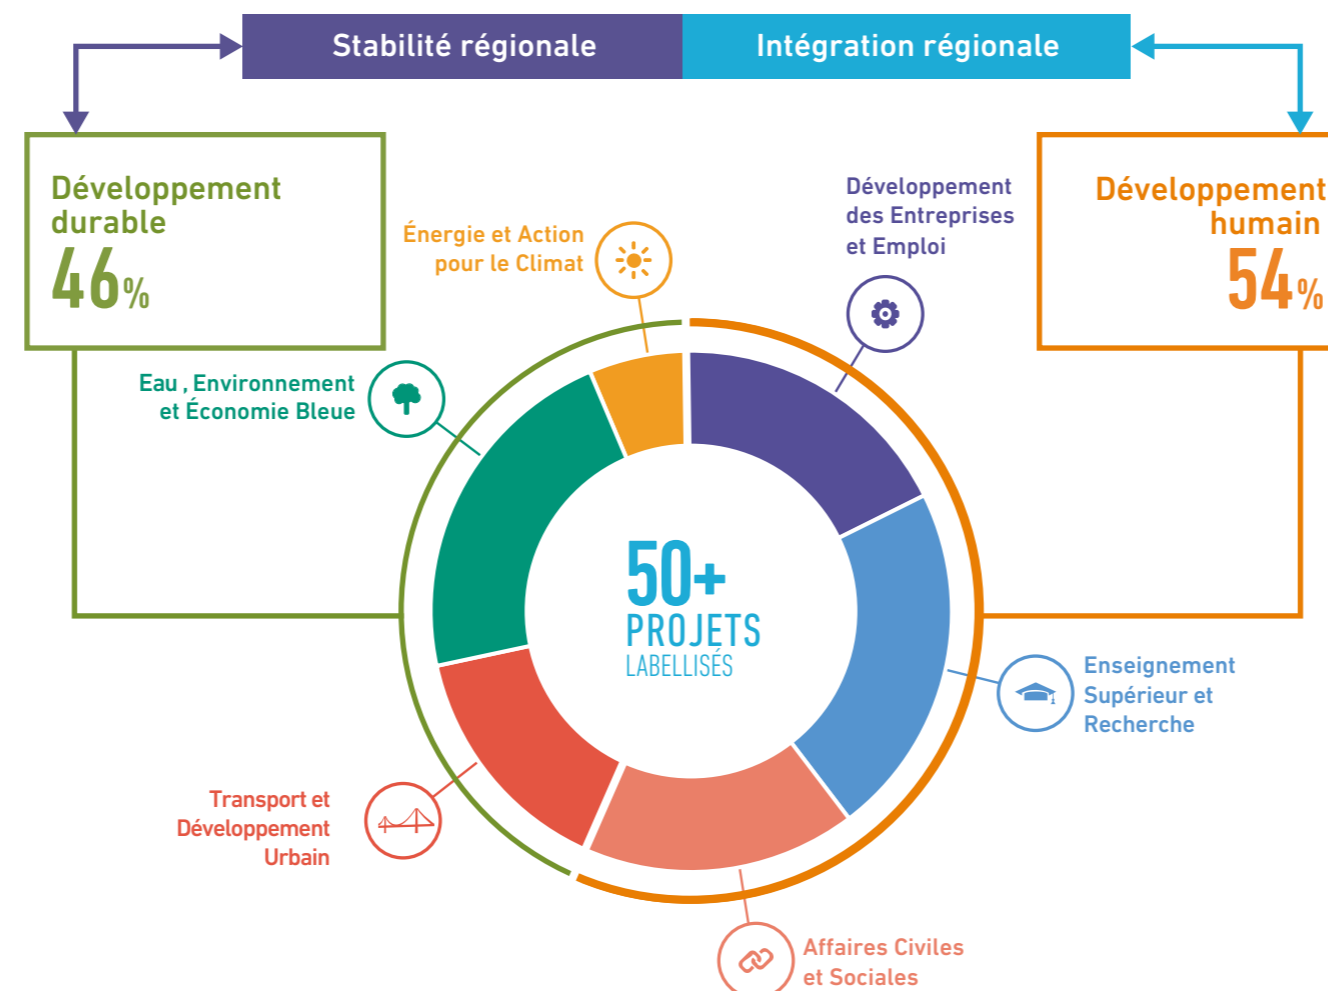 Stabilité régionale
Intégration régionale
Développement
durable
46%
Développement
humain
54%
Énergie et Action
pour le Climat
Développement
des Entreprises
et Emploi
Eau , Environnement
et Économie Bleue
50+
PROJETS
LABELLISÉS
Enseignement
Supérieur et
Recherche
Transport et
Développement
Urbain
Affaires Civiles
et Sociales